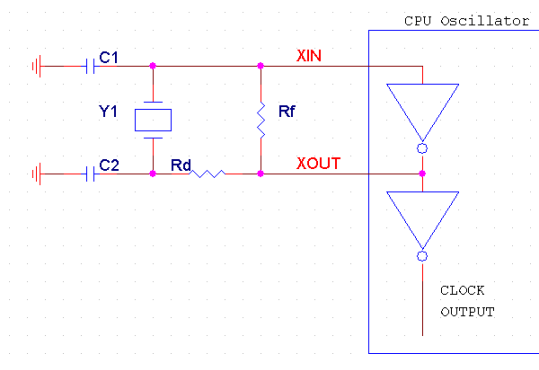 CPU Oscillator
C1
XIN
Y1
Rf
C2
Rd
XOUT
CLOCK
OUTPUT